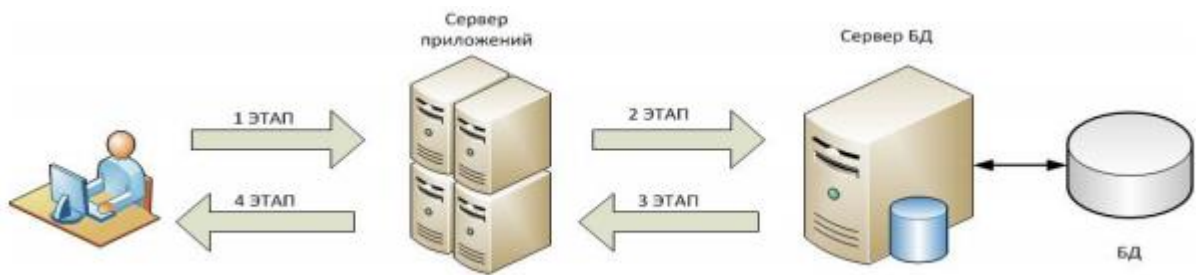 Сервер
приложений
Сервер БД
1 ЭТАП
2 ЭТАП
4 ЭТАП
3 ЭТАП
БД